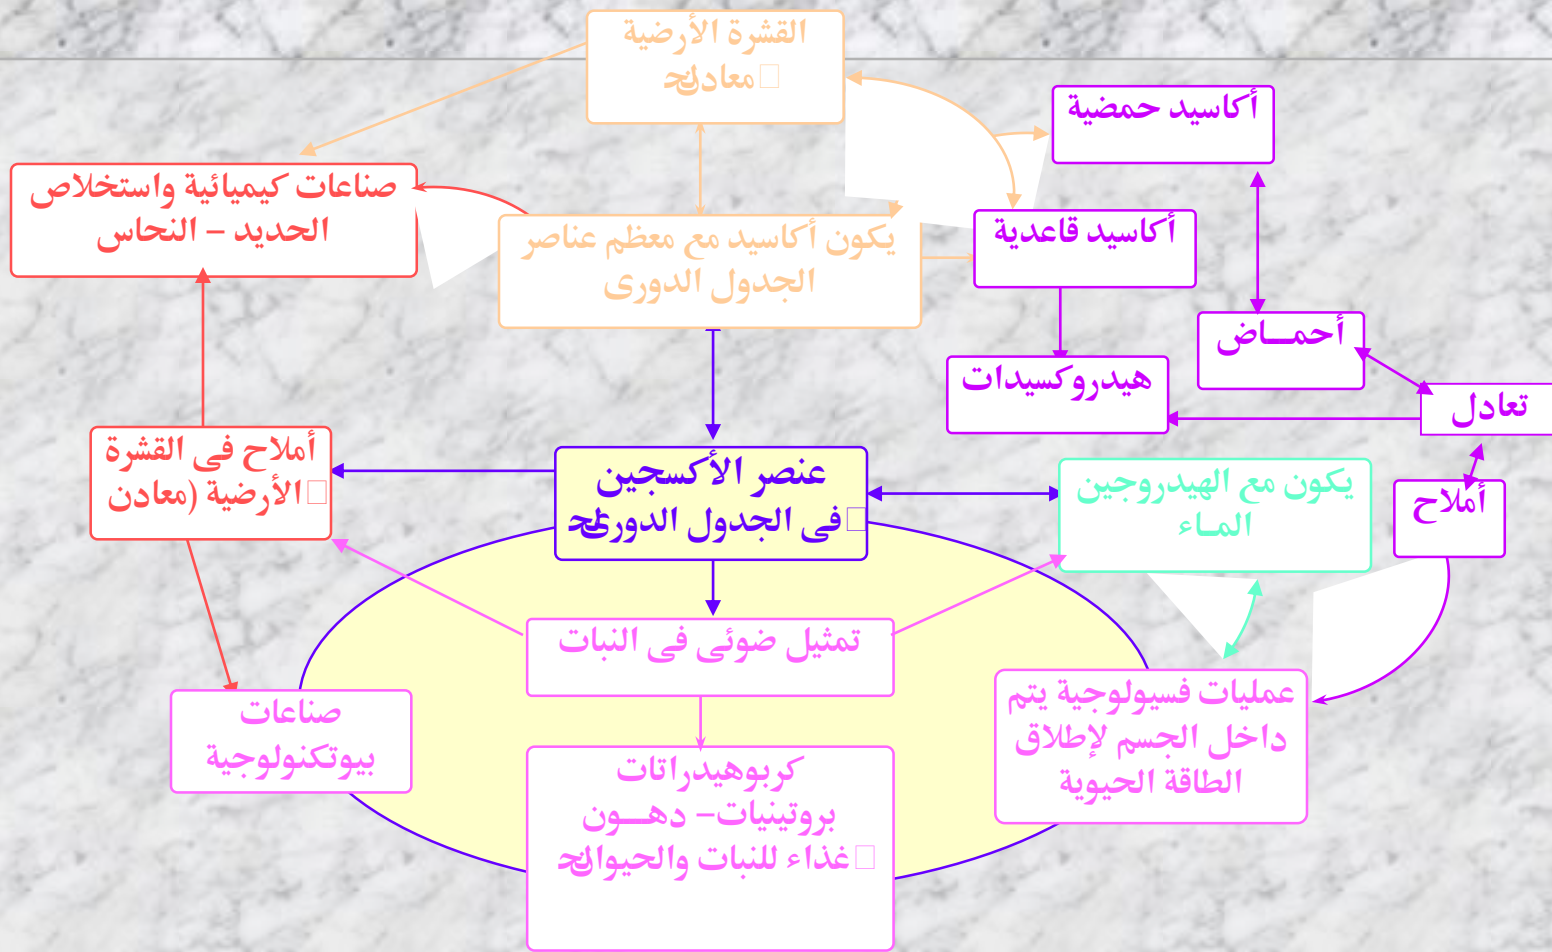 القشرة الأرضية
معادن
أكاسيد حمضية
صناعات كيميائية واستخلاص
الحديد – النحاس
يكون أكاسيد مع معظم عناصر
الجدول الدورى
أكاسيد قاعدية
أحمــاض
هيدروكسيدات
تعادل
أملاح فى القشرة
الأرضية (معادن
عنصر الأكسجين
فى الجدول الدورى
يكون مع الهيدروجين
المـاء
أملاح
تمثيل ضوئى فى النبات
عمليات فسيولوجية يتم
داخل الجسم لإطلاق
الطاقة الحيوية
صناعات
بيوتكنولوجية
كربوهيدراتات
بروتينيات– دهــون
غذاء للنبات والحيوان